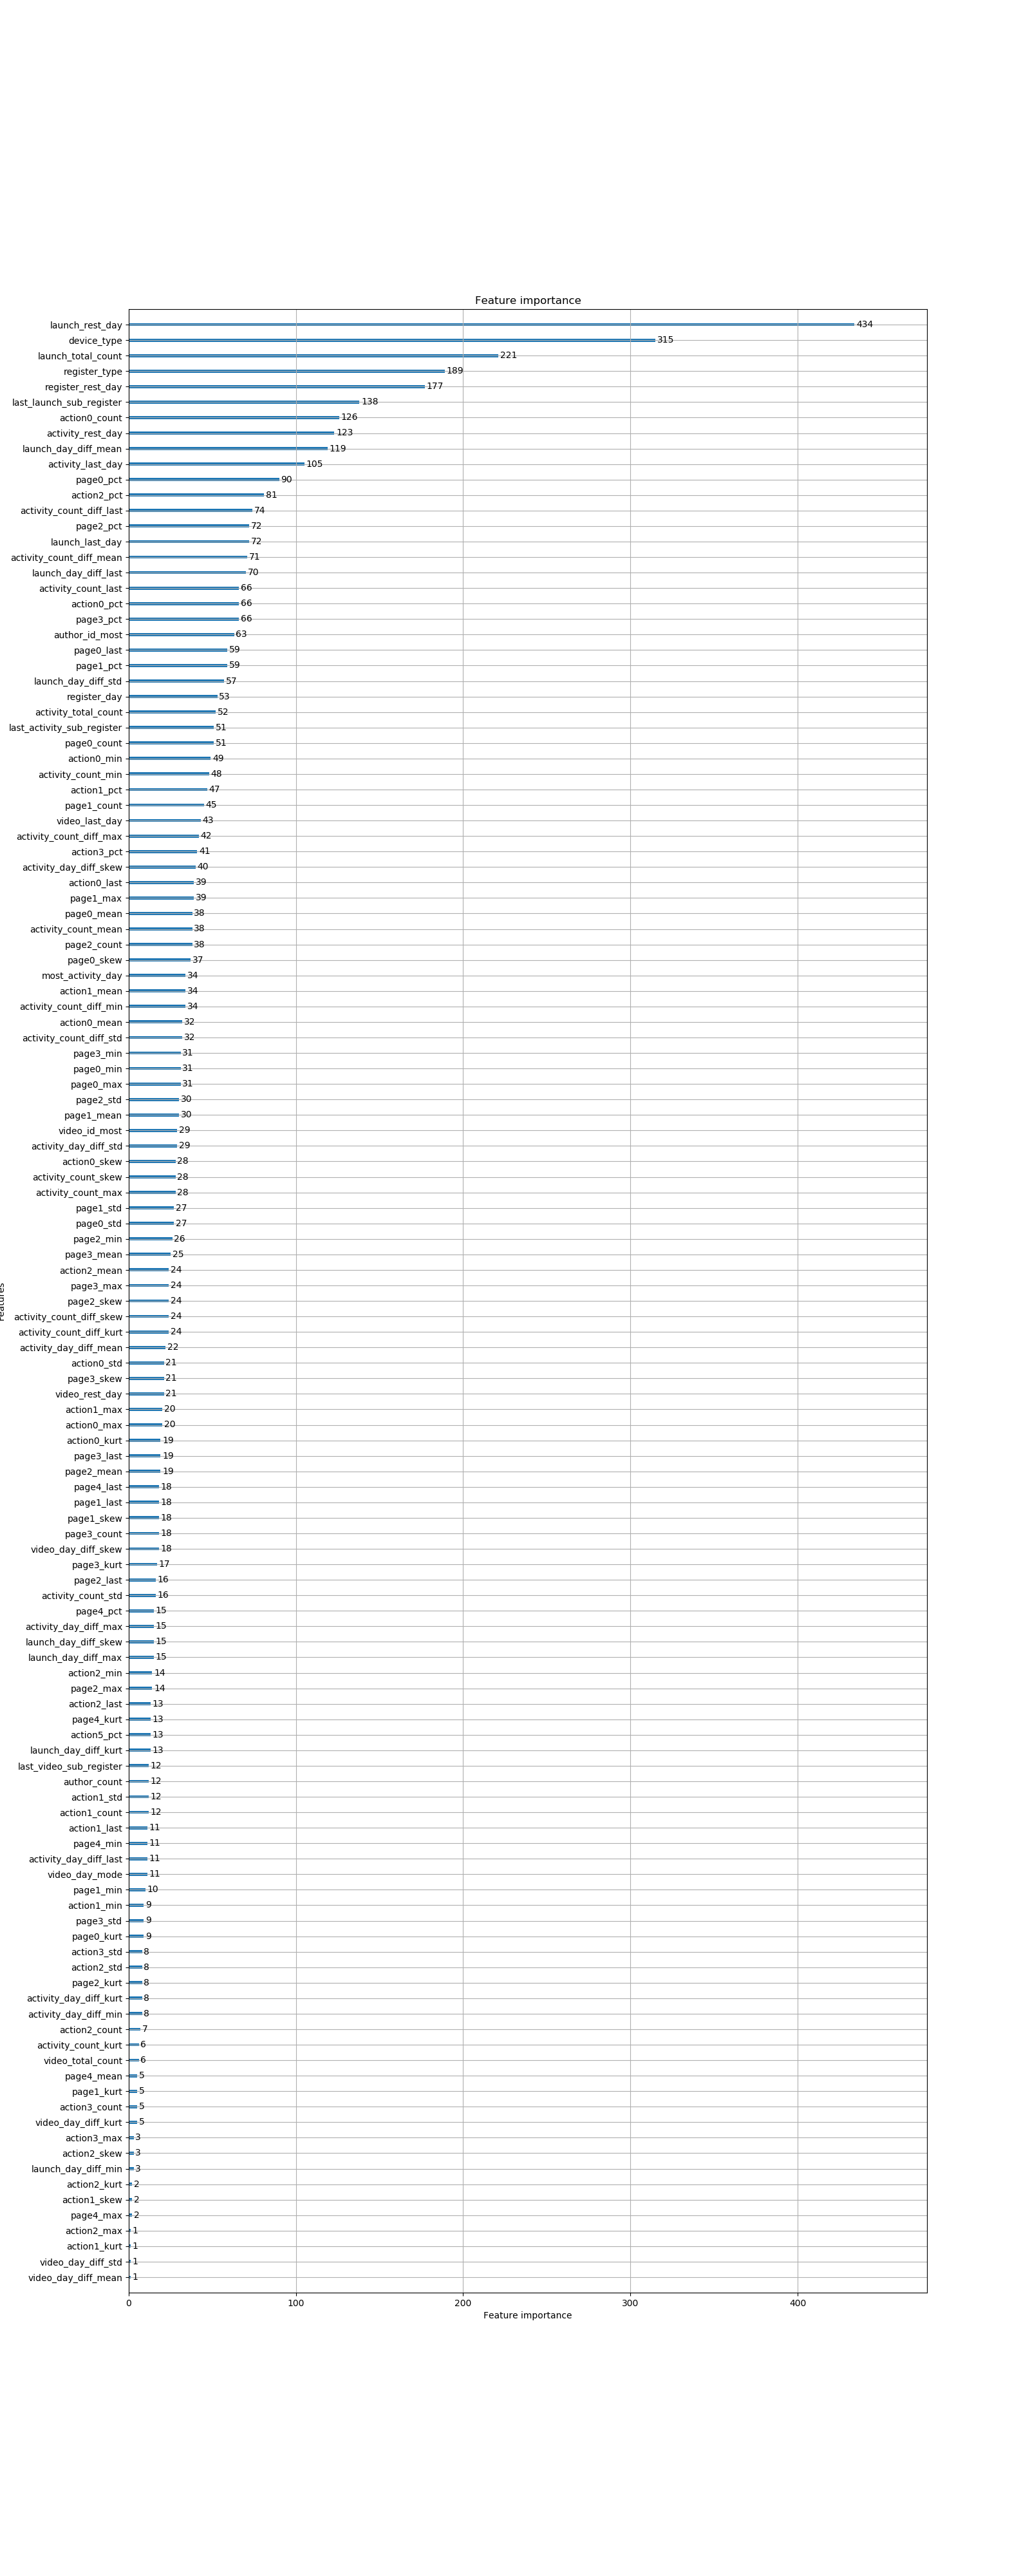 Feature importance
launch_rest_day 434
device_type 315
launch_total_count 221
register_type 189
register_rest_day 177
last_launch_sub_register 138
action0_count 126
activity_rest_day 123
launch_day_diff_mean 119
activity_last_day 105
page0_pct 90
action2_pct 81
activity_count_diff_last 74
page2_pct 72
launch_last_day 72
activity_count_diff_mean 71
launch_day_diff_last 70
activity_count_last 66
action0_pct 66
page3_pct 66
author_id_most 63
page0_last 59
page1_pct 59
launch_day_diff_std 57
register_day 53
activity_total_count 52
last_activity_sub_register 51
page0_count 51
action0_min 49
activity_count_min 48
action1_pct 47
page1_count 45
video_last_day 43
activity_count_diff_max 42
action3_pct 41
activity_day_diff_skew 40
action0_last 39
page1_max 39
page0_mean 38
activity_count_mean 38
page2_count 38
page0_skew 37
most_activity_day 34
action1_mean 34
activity_count_diff_min 34
action0_mean 32
activity_count_diff_std 32
page3_min 31
page0_min 31
page0_max 31
page2_std 30
page1_mean 30
video_id_most 29
activity_day_diff_std 29
action0_skew 28
activity_count_skew 28
activity_count_max 28
page1_std 27
page0_std 27
page2_min 26
page3_mean 25
action2_mean 24
page3_max 24
page2_skew 24
activity_count_diff_skew 24
activity_count_diff_kurt 24
activity_day_diff_mean 22
action0_std 21
page3_skew 21
video_rest_day 21
action1_max 20
action0_max 20
action0_kurt 19
page3_last 19
page2_mean 19
page4_last 18
page1_last 18
page1_skew 18
page3_count 18
video_day_diff_skew 18
page3_kurt 17
page2_last 16
activity_count_std 16
page4_pct 15
activity_day_diff_max 15
launch_day_diff_skew 15
launch_day_diff_max 15
action2_min 14
page2_max 14
action2_last 13
page4_kurt 13
action5_pct 13
launch_day_diff_kurt 13
last_video_sub_register 12
author_count 12
action1_std 12
action1_count 12
action1_last 11
page4_min 11
activity_day_diff_last 11
video_day_mode 11
page1_min 10
action1_min 9
page3_std 9
page0_kurt 9
action3_std 8
action2_std 8
page2_kurt 8
activity_day_diff_kurt 8
activity_day_diff_min 8
action2_count 7
activity_count_kurt 6
video_total_count 6
page4_mean 5
page1_kurt 5
action3_count 5
video_day_diff_kurt 5
action3_max 3
action2_skew 3
launch_day_diff_min 3
action2_kurt 2
action1_skew 2
page4_max 2
action2_max 1
action1_kurt 1
video_day_diff_std 1
video_day_diff_mean 1
0 100 200 300 400
Feature importance